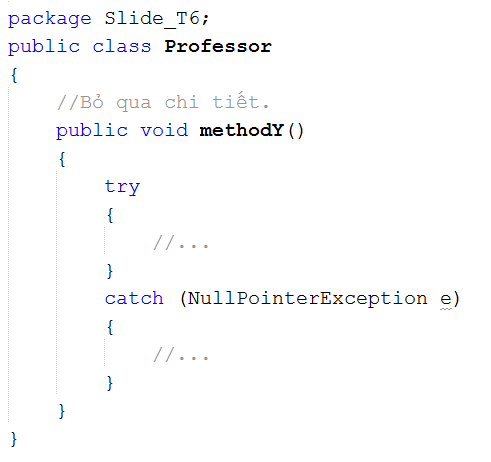 package Slide_T6;
public class Professor
{
    //Bỏ qua chi tiết.
    public void methodY()
    {
        try
        {
            //...
        }
        catch (NullPointerException e)
        {
            //...
        }
    }
}